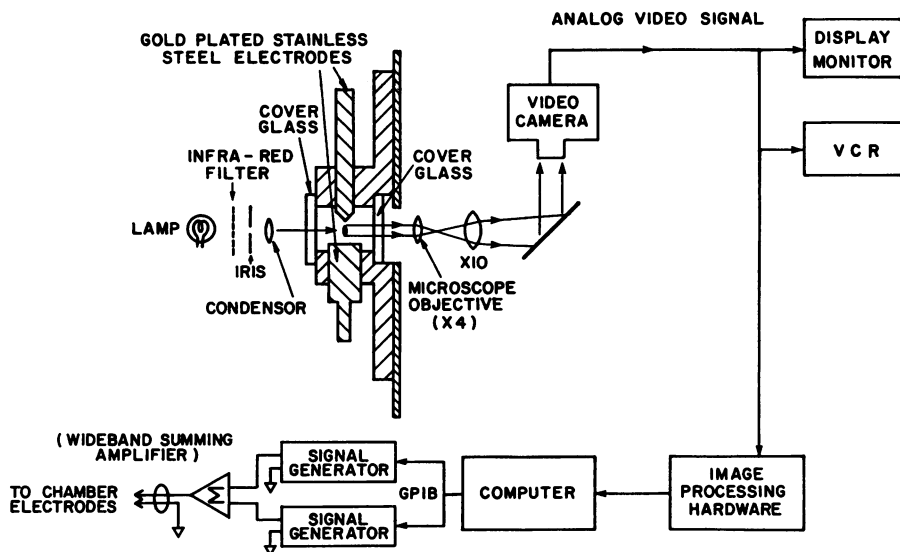 ANALOG VIDEO SIGNAL
GOLD PLATED STAINLESS
STEEL ELECTRODES
DISPLAY
MONITOR
VIDEO
CAMERA
COVER
GLASS
COVER
GLASS
VCR
INFRA-RED
FILTER
LAMP
IRIS
CONDENSOR
X10
MICROSCOPE
OBJECTIVE
(X4)
(WIDEBAND SUMMING
AMPLIFIER)
SIGNAL
GENERATOR
TO CHAMBER
ELECTRODES
Σ
GPIB
COMPUTER
IMAGE
PROCESSING
HARDWARE
SIGNAL
GENERATOR